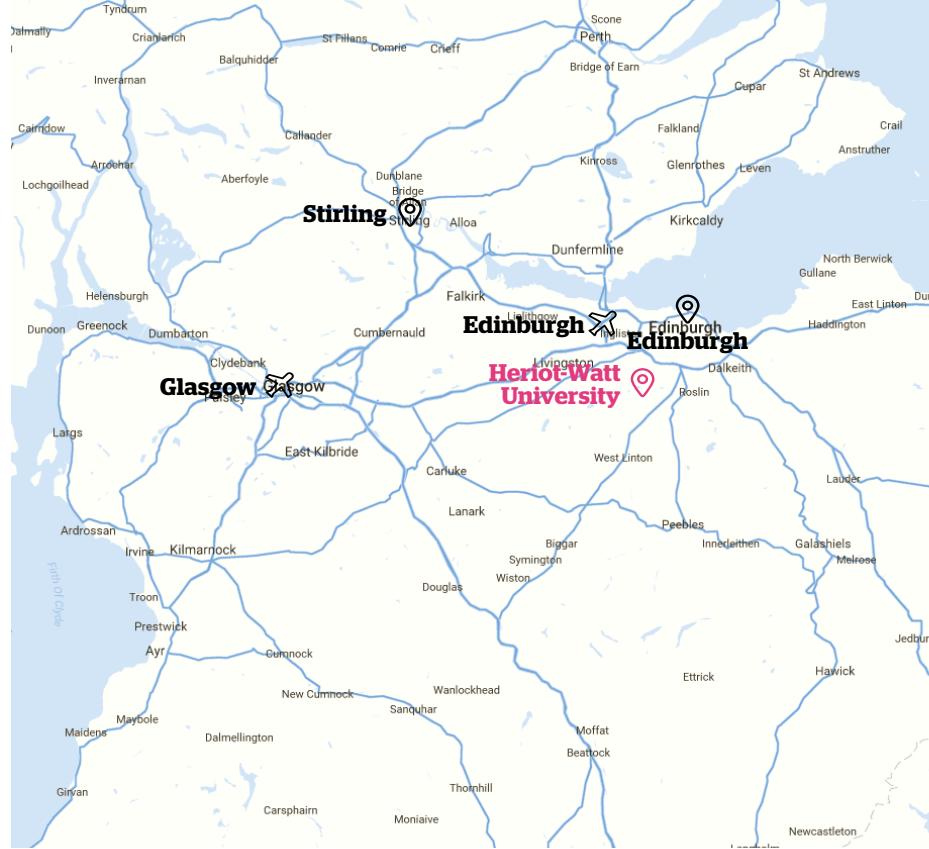 Tyndrum
Scone
Dalmally
Crianlarich
St Fillans
Perth
Comrie
Crieff
Balquhidder
Bridge of Earn
St Andrews
Inverarnan
Cupar
Cairndow
Callander
Falkland
Crail
Anstruther
Arrochar
Kinross
Glenrothes
Leven
Lochgoilhead
Aberfoyle
Dunblane
Bridge
of Allan
Stirling
Stirling
Alloa
Kirkcaldy
Dunfermline
North Berwick
Gullane
Helensburgh
Falkirk
East Linton
Linlithgow
Dunoon
Greenock
Dumbarton
Cumbernauld
Edinburgh
Edinburgh
Edinburgh
Haddington
Clydebank
Livingston
Dalkeith
Heriot-Watt
University
Glasgow
Glasgow
Paisley
Roslin
Largs
East Kilbride
West Linton
Carluke
Lauder
Lanark
Peebles
Ardrossan
Irvine
Kilmarnock
Biggar
Innerleithen
Galashiels
Symington
Melrose
Wiston
Firth Of Clyde
Douglas
Troon
Prestwick
Ayr
Cumnock
Hawick
Ettrick
New Cumnock
Wanlockhead
Sanquhar
Maybole
Maidens
Dalmellington
Moffat
Beattock
Girvan
Thornhill
Carsphairn
Moniaive
Newcastleton